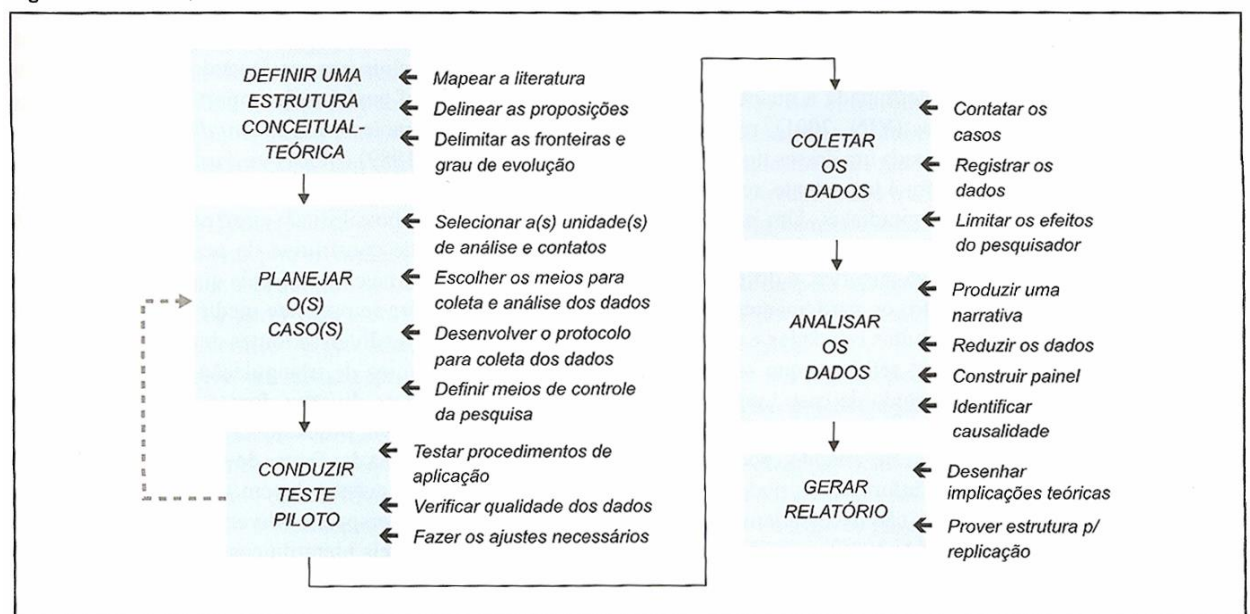 DEFINIR UMA
ESTRUTURA
CONCEITUAL-
TEÓRICA
Mapear a literatura
Delinear as proposições
Delimitar as fronteiras e
grau de evolução
PLANEJAR
O(S)
CASO(S)
Selecionar a(s) unidade(s)
de análise e contatos
Escolher os meios para
coleta e análise dos dados
Desenvolver o protocolo
para coleta dos dados
Definir meios de controle
da pesquisa
CONDUZIR
TESTE
PILOTO
Testar procedimentos de
aplicação
Verificar qualidade dos dados
Fazer os ajustes necessários
COLETAR
OS
DADOS
Contatar os
casos
Registrar os
dados
Limitar os efeitos
do pesquisador
ANALISAR
OS
DADOS
Produzir uma
narrativa
Reduzir os dados
Construir painel
Identificar
causalidade
GERAR
RELATÓRIO
Desenhar
implicações teóricas
Prover estrutura p/
replicação